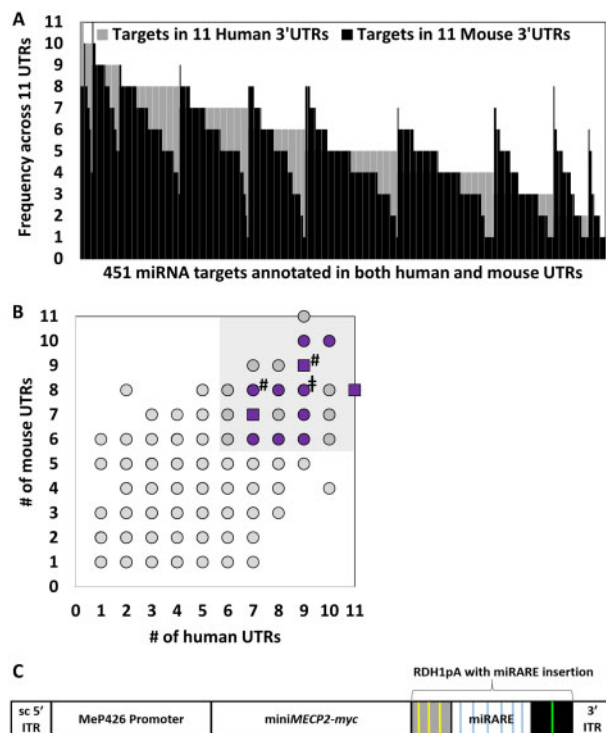 A
11
Targets in 11 Human 3'UTRs
Targets in 11 Mouse 3'UTRs
10
9
8
7
6
5
4
3
2
1
0
Frequency across 11 UTRs
451 miRNA targets annotated in both human and mouse UTRs
B
11
10
9
8
7
6
5
4
3
2
1
0
# of mouse UTRs
#
#
ǂ
0 1 2 3 4 5 6 7 8 9 10 11
# of human UTRs
C
RDH1pA with miRARE insertion
sc 5' ITR
MeP426 Promoter
miniMECP2-myc
miRARE
3' ITR